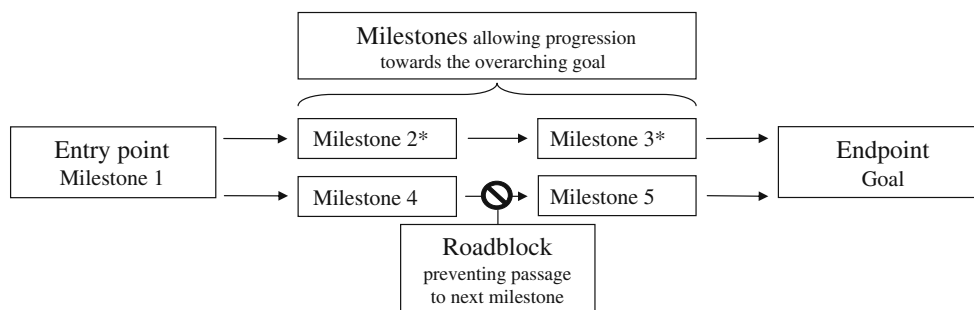 Milestones allowing progression
towards the overarching goal
Entry point
Milestone 1
Milestone 2*
Milestone 3*
Endpoint
Goal
Milestone 4
Milestone 5
Roadblock
preventing passage
to next milestone